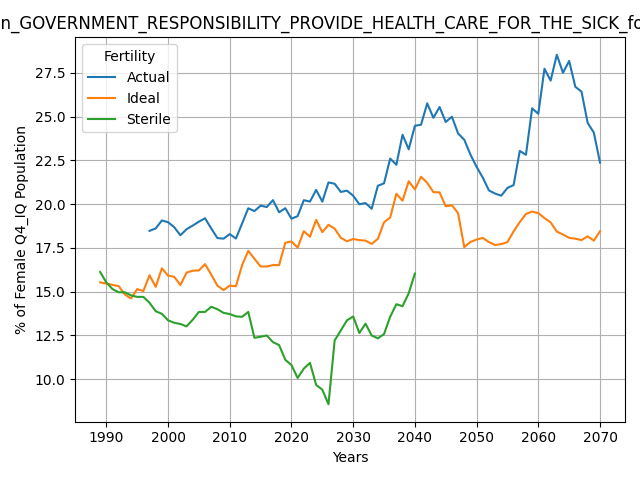 n_GOVERNMENT_RESPONSIBILITY_PROVIDE_HEALTH_CARE_FOR_THE_SICK_fo
Fertility
Actual
Ideal
Sterile
% of Female Q4_IQ Population
27.5
25.0
22.5
20.0
17.5
15.0
12.5
10.0
1990 2000 2010 2020 2030 2040 2050 2060 2070
Years